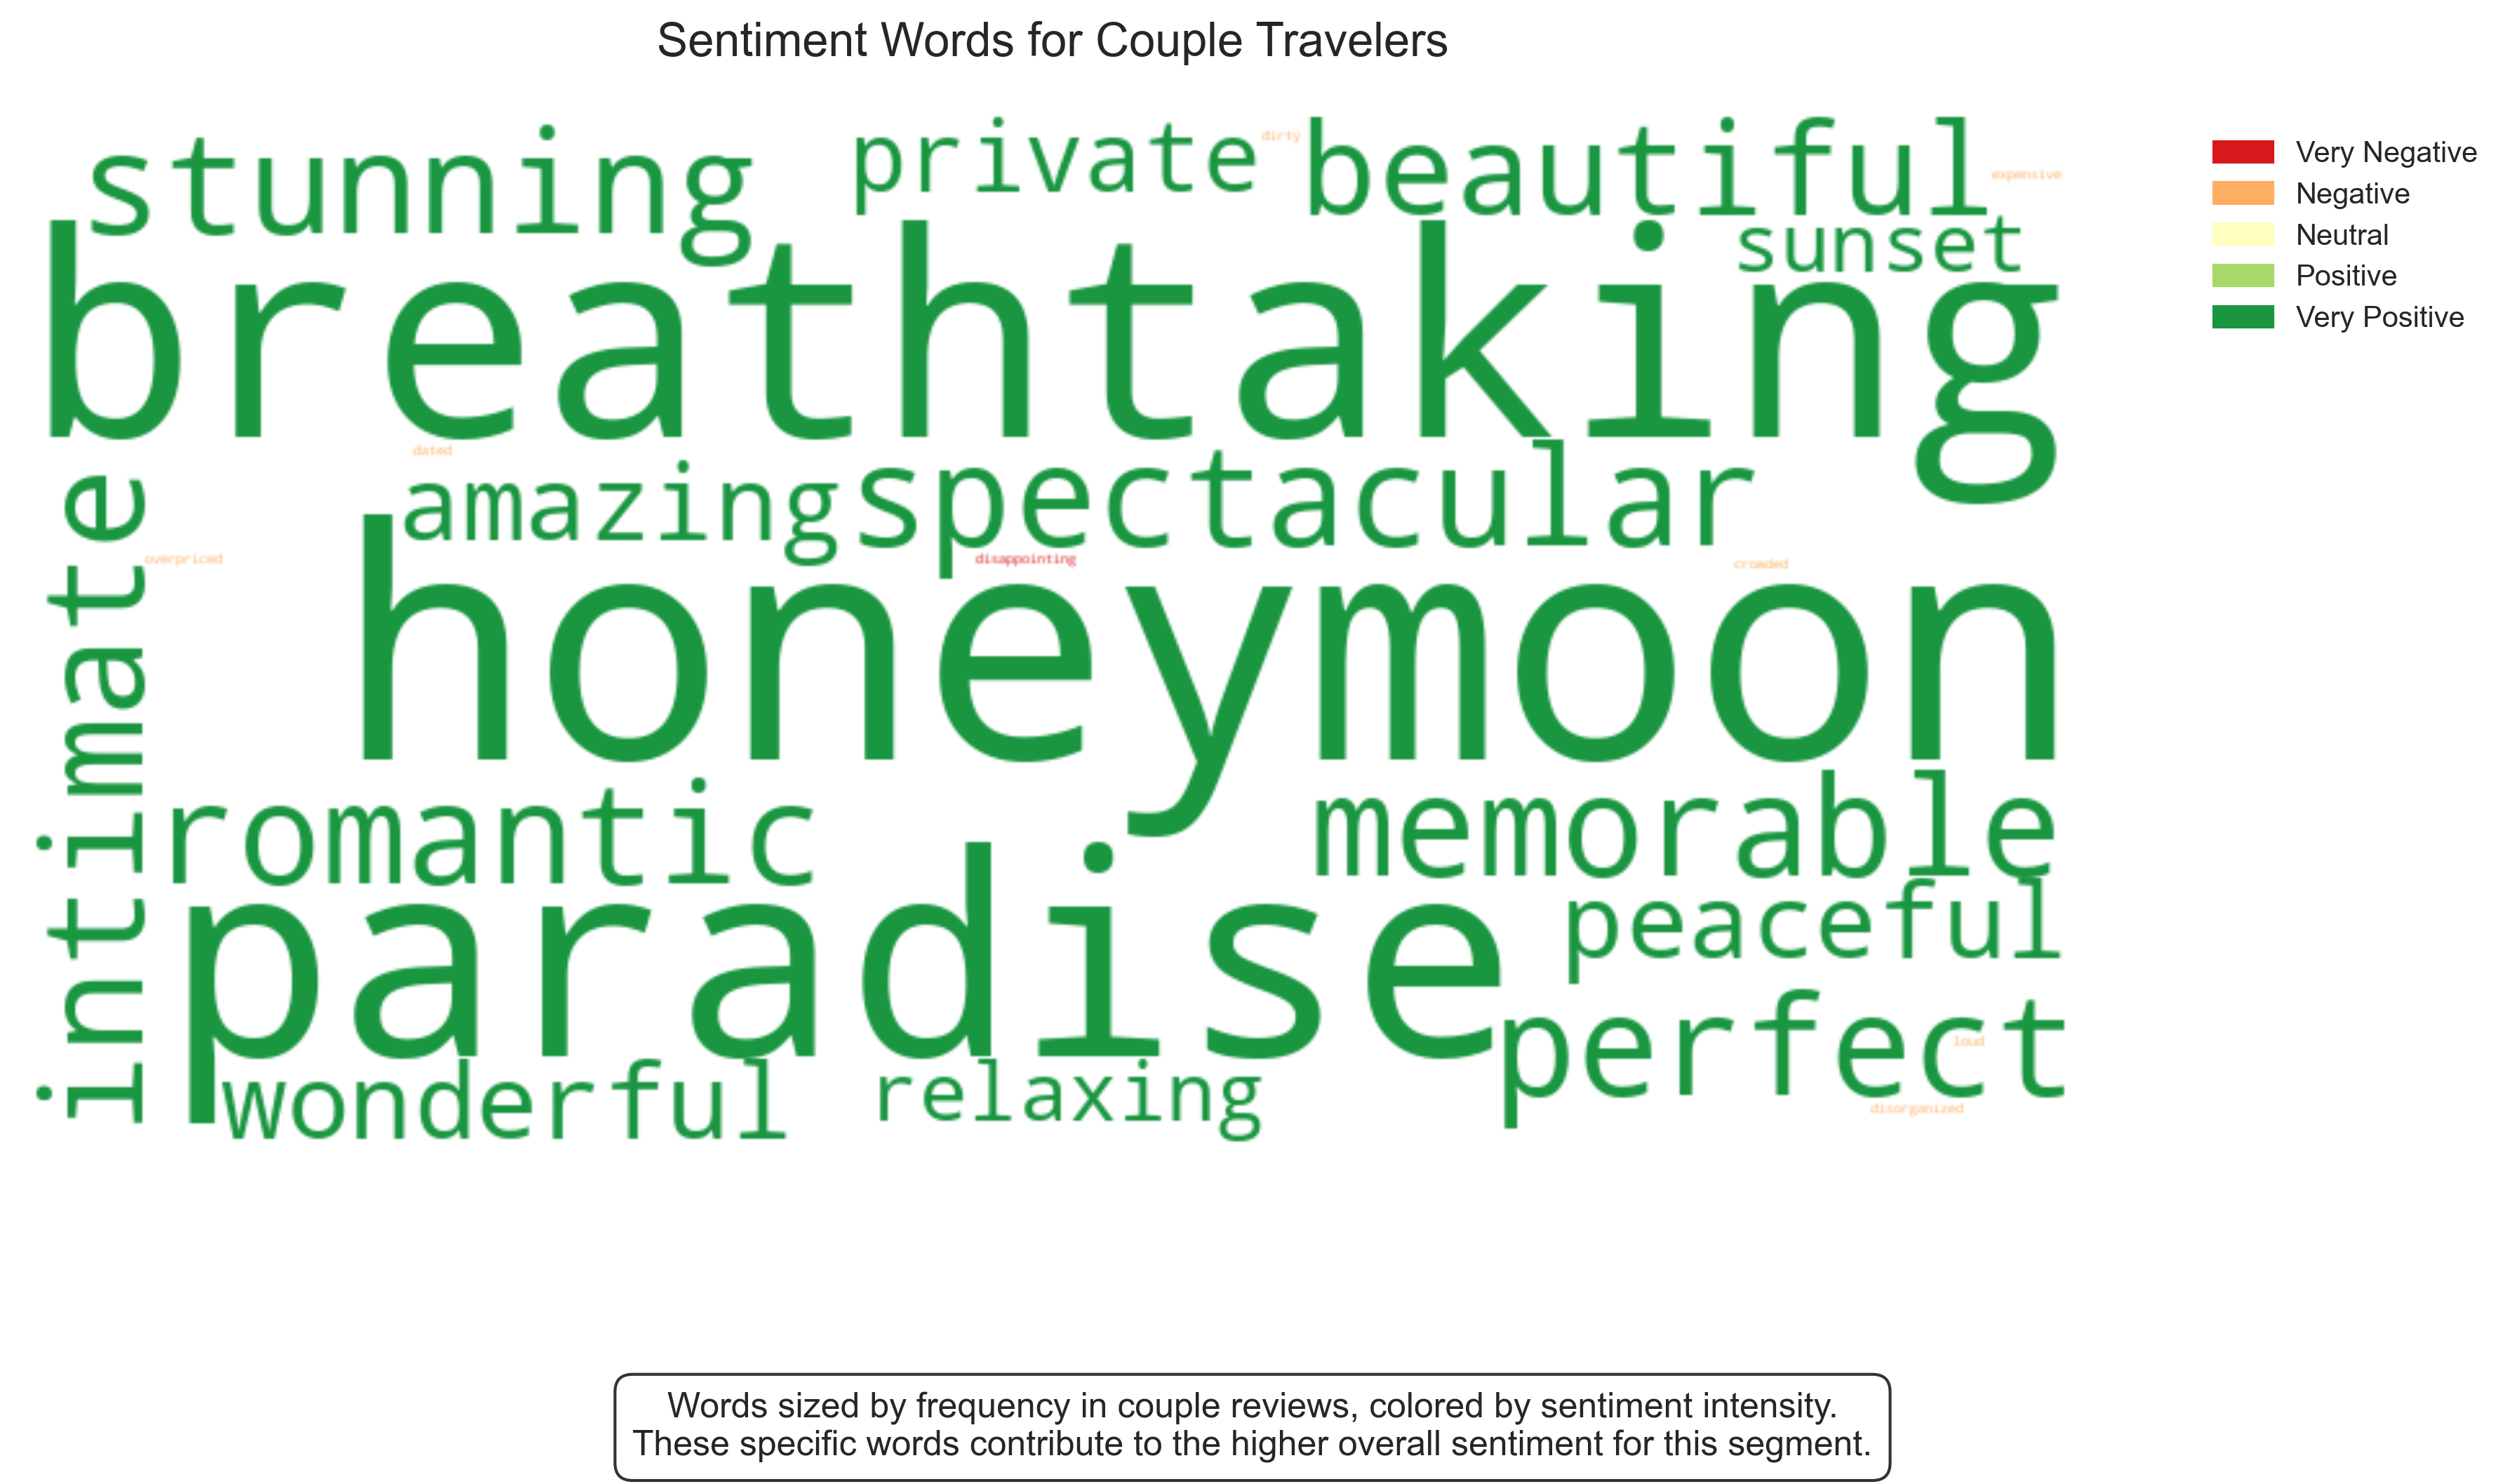 Sentiment Words for Couple Travelers
stunning
private
dirty
beautiful
expensive
sunset
breathtaking
dated
amazing
spectacular
intimate
overpriced
disappointing
crowded
honeymoon
romantic
memorable
paradise
peaceful
perfect
loud
wonderful
relaxing
disorganized
Very Negative
Negative
Neutral
Positive
Very Positive
Words sized by frequency in couple reviews, colored by sentiment intensity.
These specific words contribute to the higher overall sentiment for this segment.